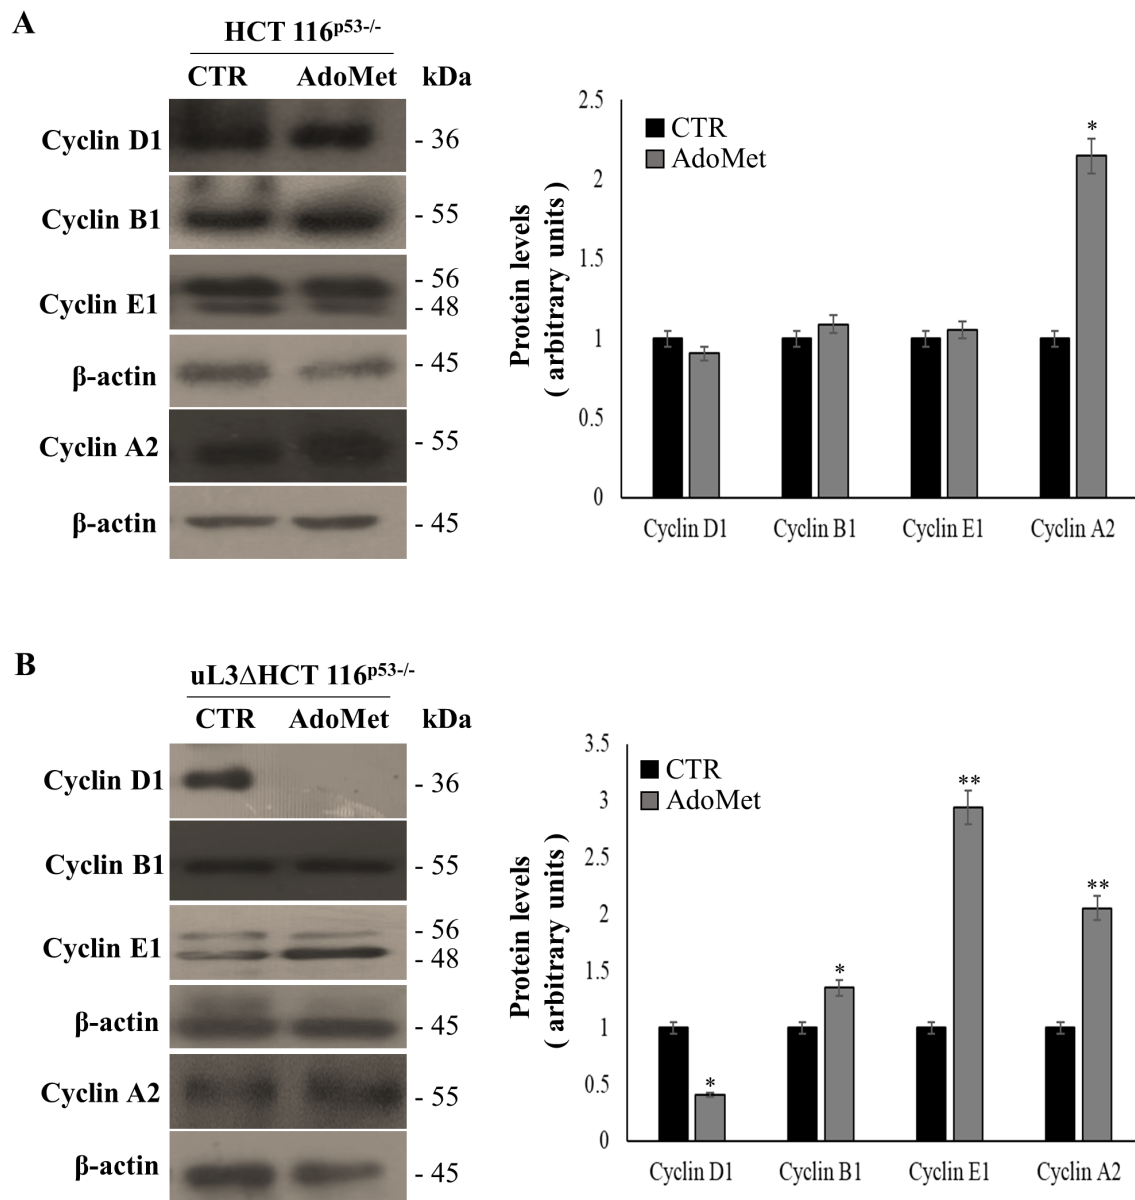 A
HCT 116p53-/-
CTR AdoMet kDa
Cyclin D1 - 36
Cyclin B1 - 55
Cyclin E1 - 56
- 48
β-actin - 45
Cyclin A2 - 55
β-actin - 45
Protein levels
( arbitrary units )
2.5
2
1.5
1
0.5
0
CTR
AdoMet
*
Cyclin D1 Cyclin B1 Cyclin E1 Cyclin A2
B
uL3ΔHCT 116p53-/-
CTR AdoMet kDa
Cyclin D1 - 36
Cyclin B1 - 55
Cyclin E1 - 56
- 48
β-actin - 45
Cyclin A2 - 55
β-actin - 45
Protein levels
( arbitrary units )
3.5
3
2.5
2
1.5
1
0.5
0
CTR
AdoMet
* * ** **
Cyclin D1 Cyclin B1 Cyclin E1 Cyclin A2